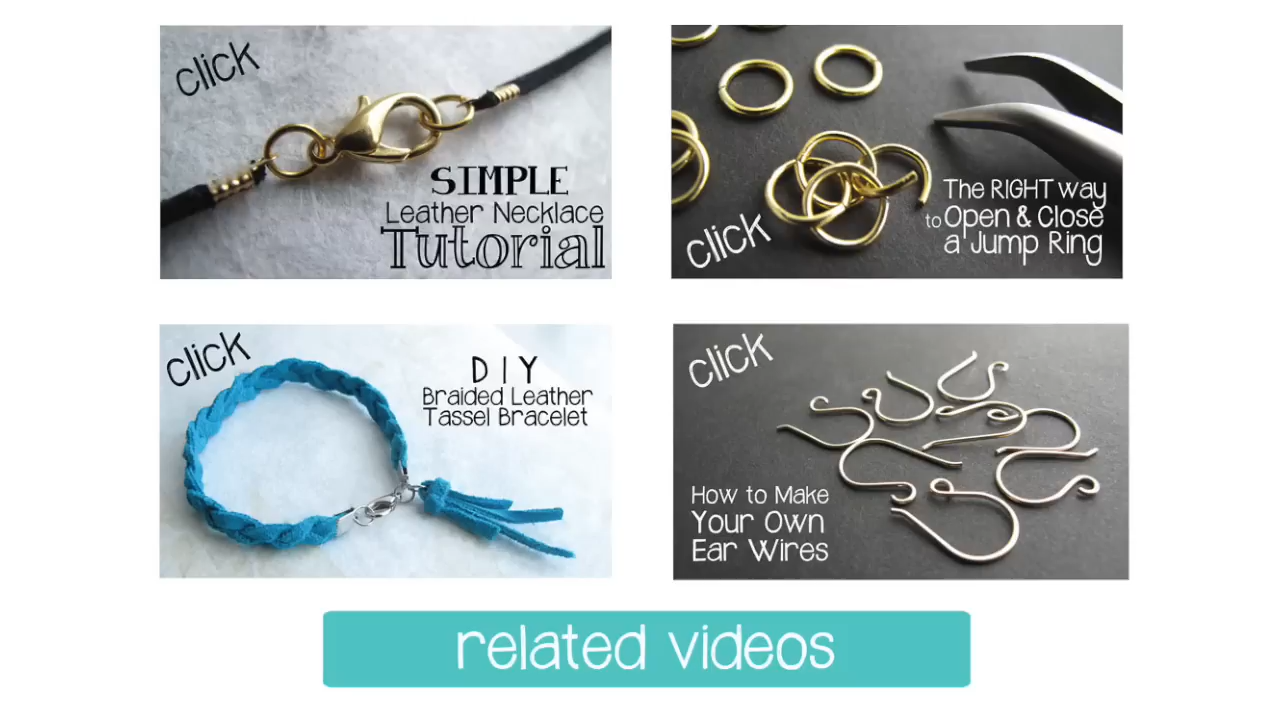 click
SIMPLE
Leather Necklace
Tutorial
click
The RIGHT way
to Open & Close
a Jump Ring
click
DIY
Braided Leather
Tassel Bracelet
click
How to Make
Your Own
Ear Wires
related videos